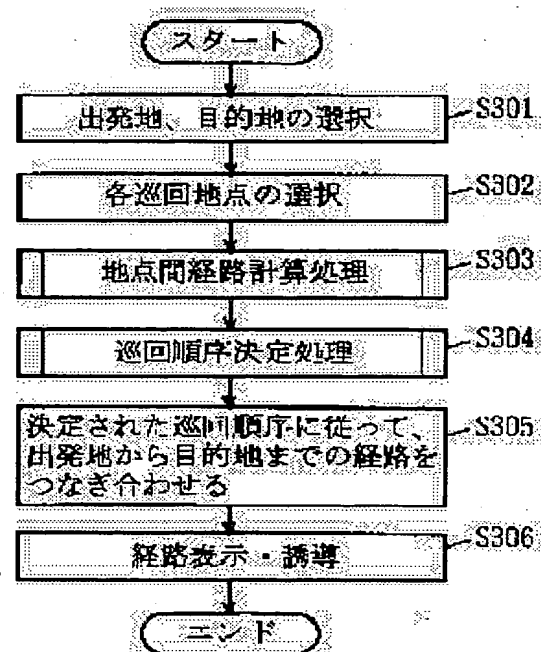 スタート
出発地、目的地の選択
S301
各巡回地点の選択
S302
地点間経路計算処理
S303
巡回順序決定処理
S304
決定された巡回順序に従って、
出発地から目的地までの経路を
つなぎ合わせる
S305
経路表示・誘導
S306
エンド